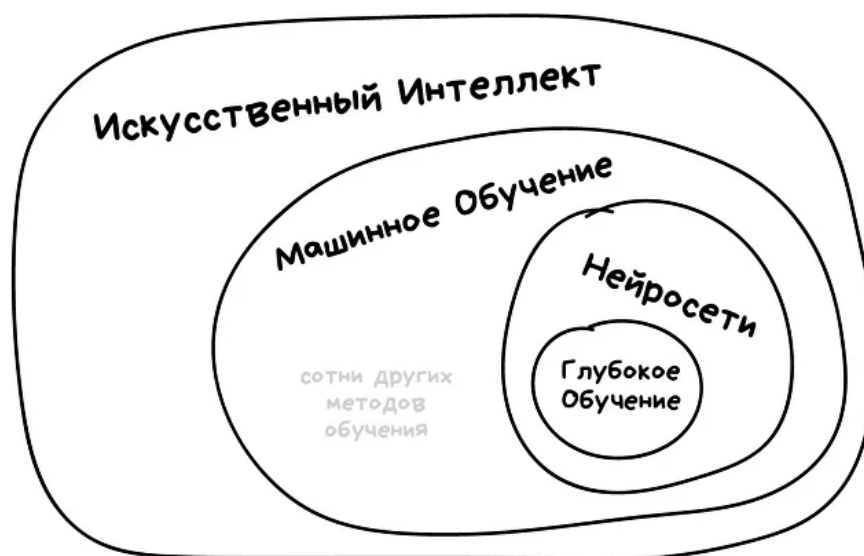 Искусственный Интеллект
Машинное Обучение
Нейросети
Глубокое
Обучение
сотни других
методов
обучения